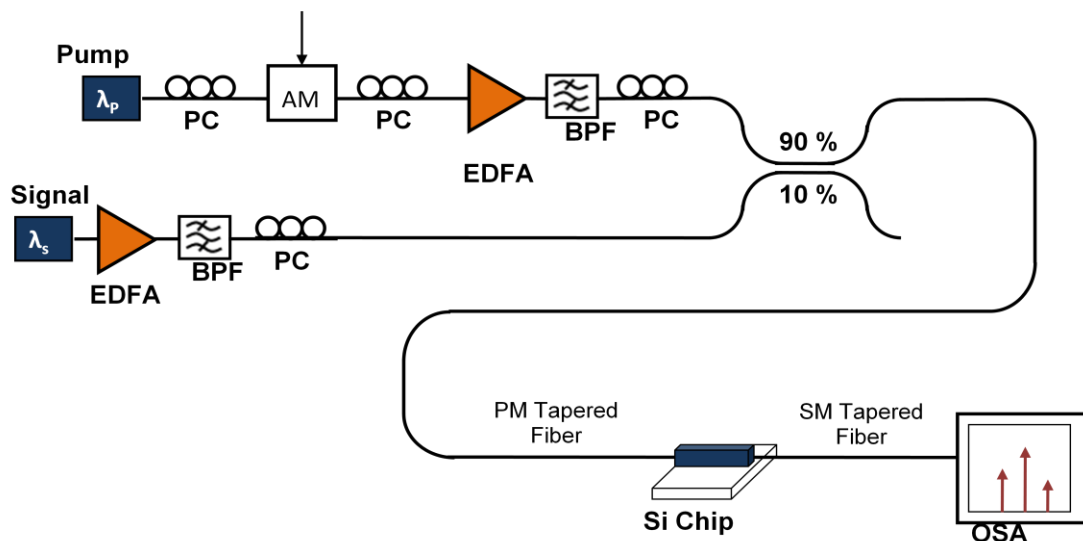 Pump
λP
PC
AM
PC
EDFA
BPF
PC
90 %
10 %
Signal
λs
EDFA
BPF
PC
PM Tapered
Fiber
SM Tapered
Fiber
Si Chip
OSA